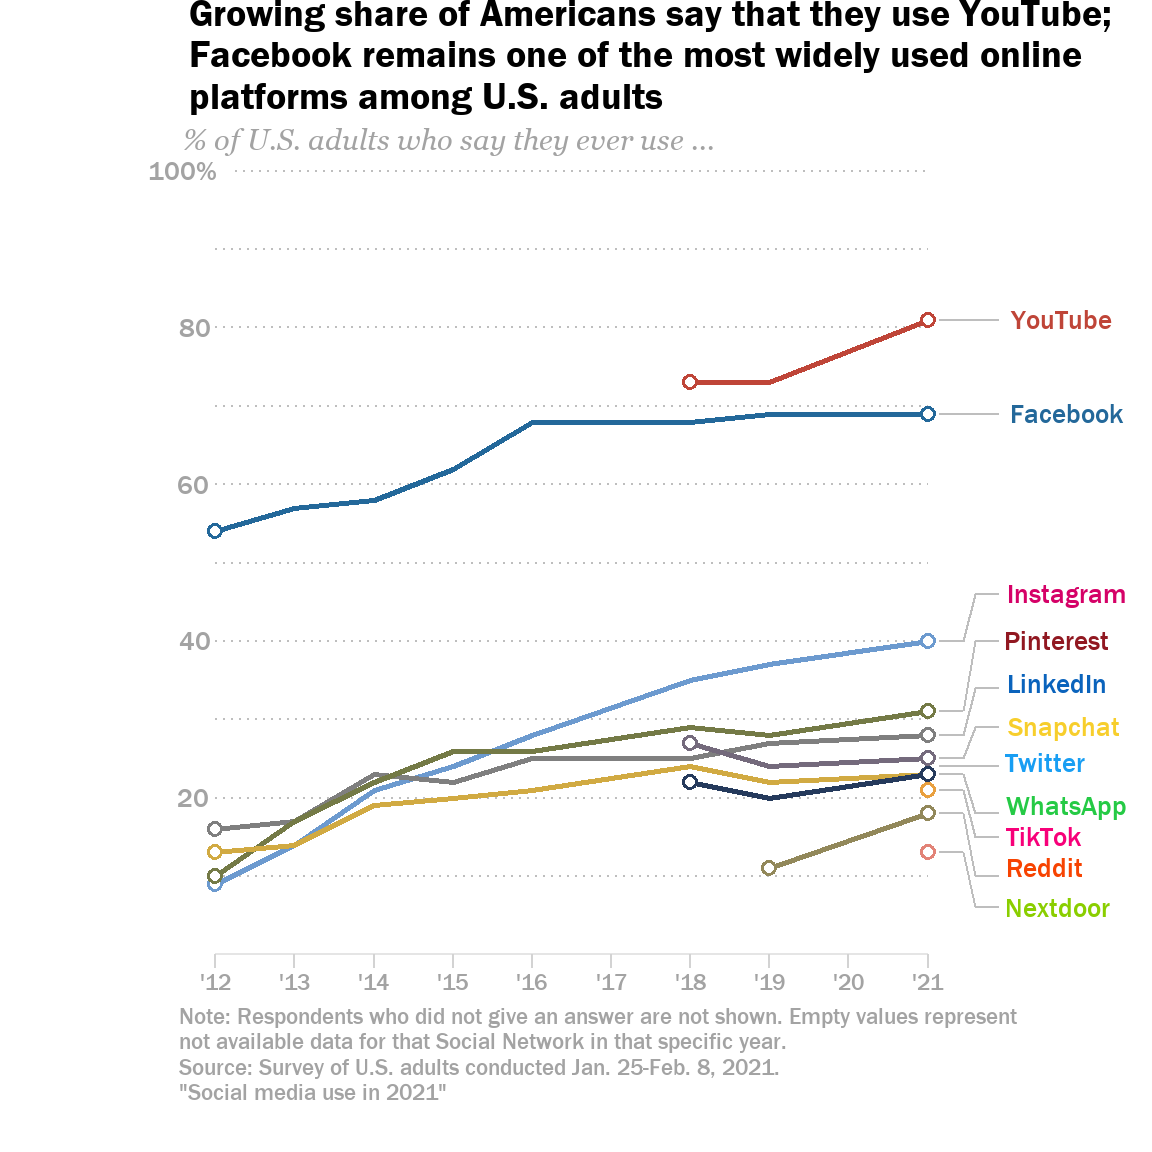 Growing share of Americans say that they use YouTube;
Facebook remains one of the most widely used online
platforms among U.S. adults
% of U.S. adults who say they ever use ...
100%
80
60
40
20
YouTube
Facebook
Instagram
Pinterest
LinkedIn
Snapchat
Twitter
WhatsApp
TikTok
Reddit
Nextdoor
'12 '13 '14 '15 '16 '17 '18 '19 '20 '21
Note: Respondents who did not give an answer are not shown. Empty values represent
not available data for that Social Network in that specific year.
Source: Survey of U.S. adults conducted Jan. 25-Feb. 8, 2021.
"Social media use in 2021"